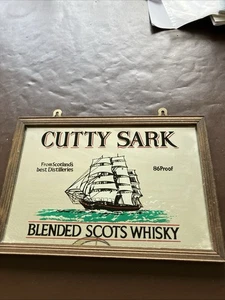 CUTTY SARK
From Scotland's
best Distilleries
86 Proof
BLENDED SCOTS WHISKY